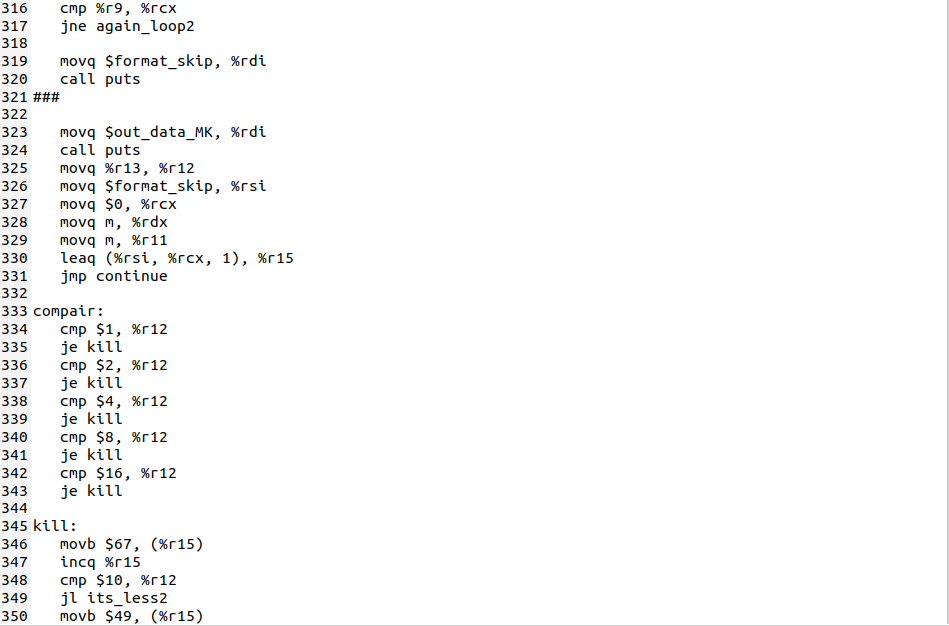 316 cmp %r9, %rcx
317 jne again_loop2
318
319 movq $format_skip, %rdi
320 call puts
321 ###
322
323 movq $out_data_MK, %rdi
324 call puts
325 movq %r13, %r12
326 movq $format_skip, %rsi
327 movq $0, %rcx
328 movq m, %rdx
329 movq m, %r11
330 leaq (%rsi, %rcx, 1), %r15
331 jmp continue
332
333 compair:
334 cmp $1, %r12
335 je kill
336 cmp $2, %r12
337 je kill
338 cmp $4, %r12
339 je kill
340 cmp $8, %r12
341 je kill
342 cmp $16, %r12
343 je kill
344
345 kill:
346 movb $67, (%r15)
347 incq %r15
348 cmp $10, %r12
349 jl its_less2
350 movb $49, (%r15)